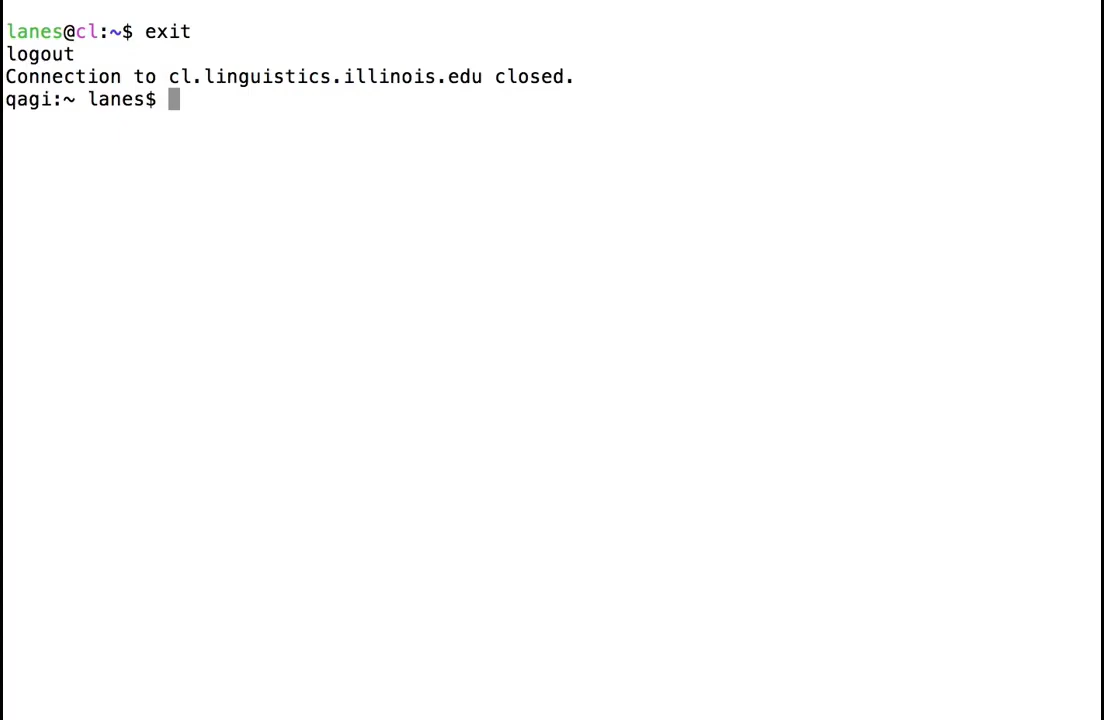 lanes@cl:~$ exit
logout
Connection to cl.linguistics.illinois.edu closed.
qagi:~ lanes$